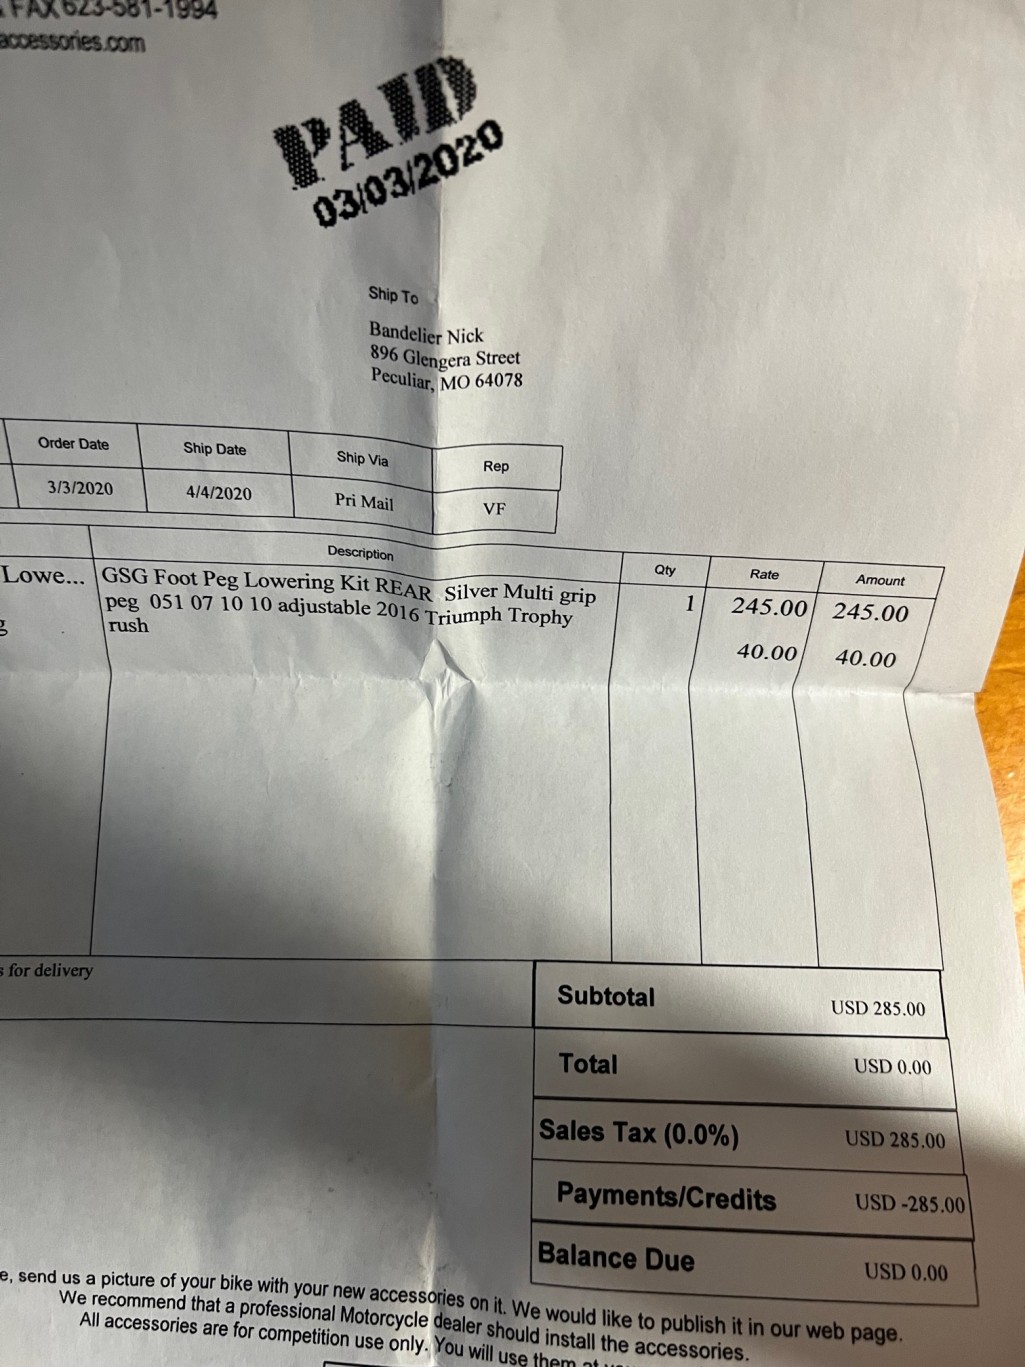 FAX 623-581-1994
accessories.com
PAID
03/03/2020
Ship To
Bandelier Nick
896 Glengera Street
Peculiar, MO 64078
Order Date Ship Date Ship Via Rep
3/3/2020 4/4/2020 Pri Mail VF
Description Qty Rate Amount
Lowe... GSG Foot Peg Lowering Kit REAR Silver Multi grip 1 245.00 245.00
peg 051 07 10 10 adjustable 2016 Triumph Trophy
rush 40.00 40.00
for delivery
Subtotal USD 285.00
Total USD 0.00
Sales Tax (0.0%) USD 285.00
Payments/Credits USD -285.00
Balance Due USD 0.00
e, send us a picture of your bike with your new accessories on it. We would like to publish it in our web page.
We recommend that a professional Motorcycle dealer should install the accessories.
All accessories are for competition use only. You will use them